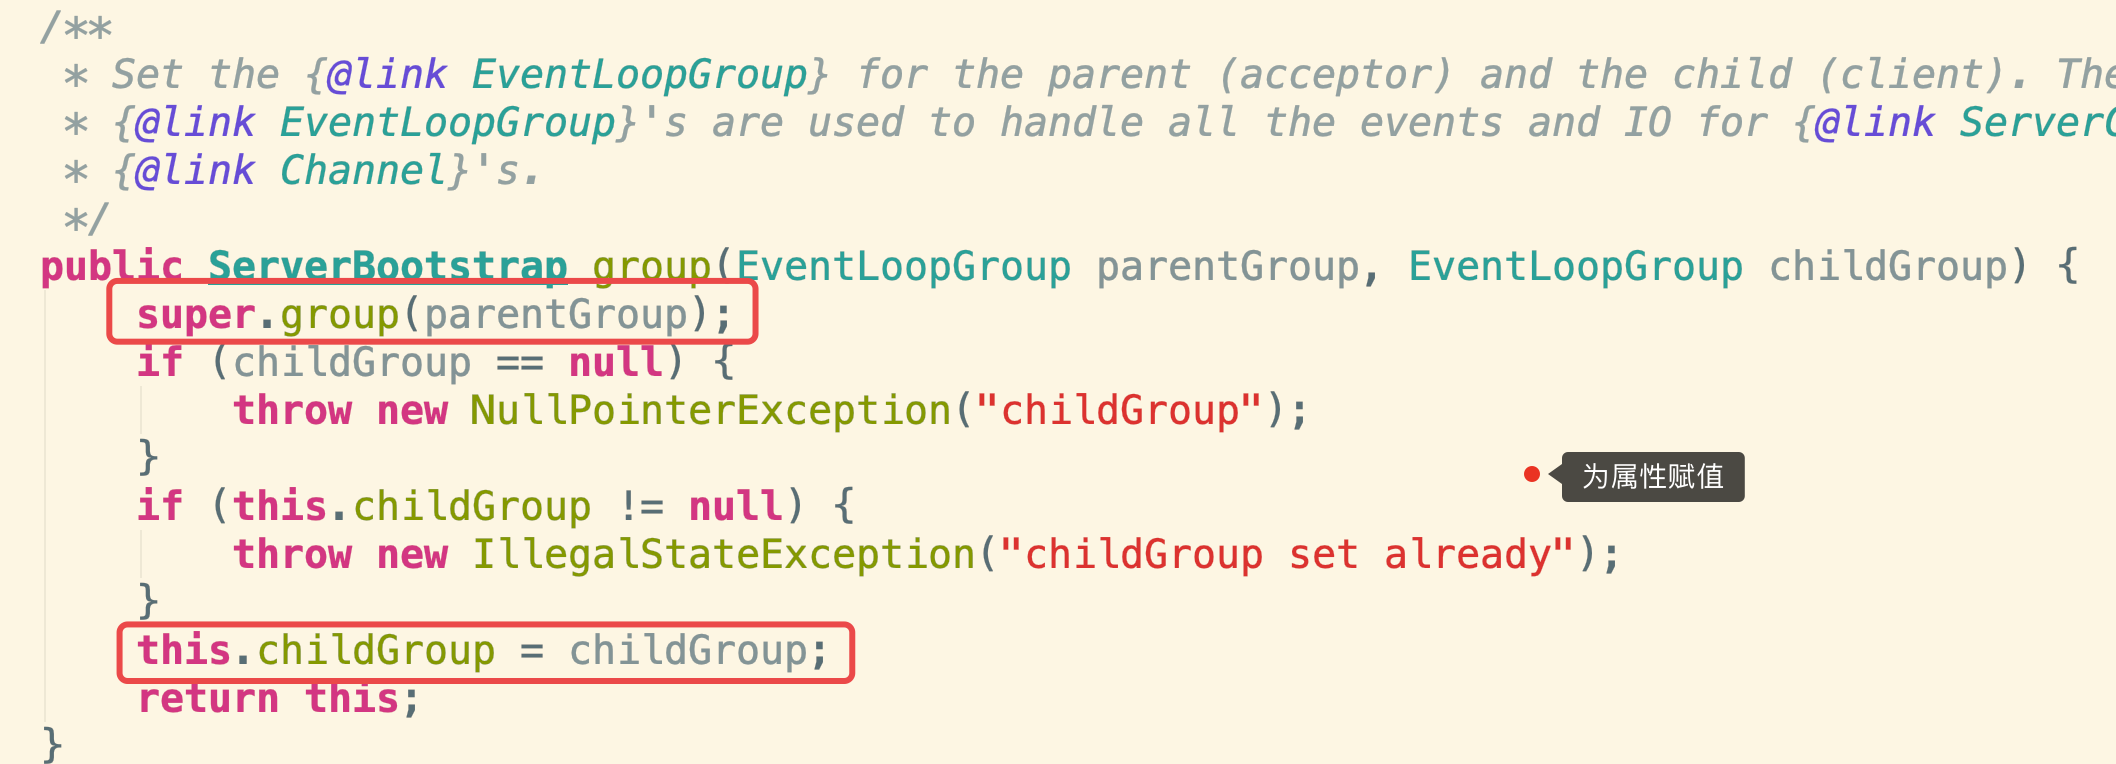 /**
 * Set the {@link EventLoopGroup} for the parent (acceptor) and the child (client). The
 * {@link EventLoopGroup}'s are used to handle all the events and IO for {@link Server
 * {@link Channel}'s.
 */
public ServerBootstrap group(EventLoopGroup parentGroup, EventLoopGroup childGroup) {
    super.group(parentGroup);
    if (childGroup == null) {
        throw new NullPointerException("childGroup");
    }
为属性赋值
    if (this.childGroup != null) {
        throw new IllegalStateException("childGroup set already");
    }
    this.childGroup = childGroup;
    return this;
}